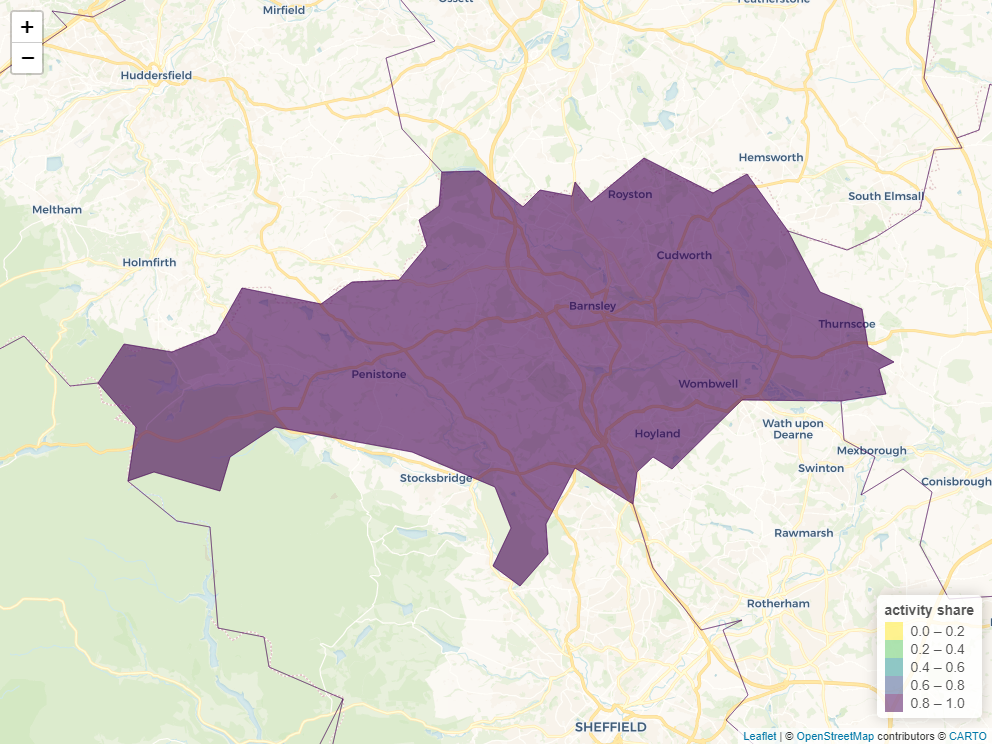 Mirfield
+
−
Huddersfield
Hemsworth
Royston
South Elmsall
Meltham
Cudworth
Holmfirth
Barnsley
Thurnscoe
Penistone
Wombwell
Wath upon
Dearne
Hoyland
Mexborough
Swinton
Stocksbridge
Conisbrough
Rawmarsh
Rotherham
activity share
0.0 – 0.2
0.2 – 0.4
0.4 – 0.6
0.6 – 0.8
0.8 – 1.0
SHEFFIELD
Leaflet | © OpenStreetMap contributors © CARTO